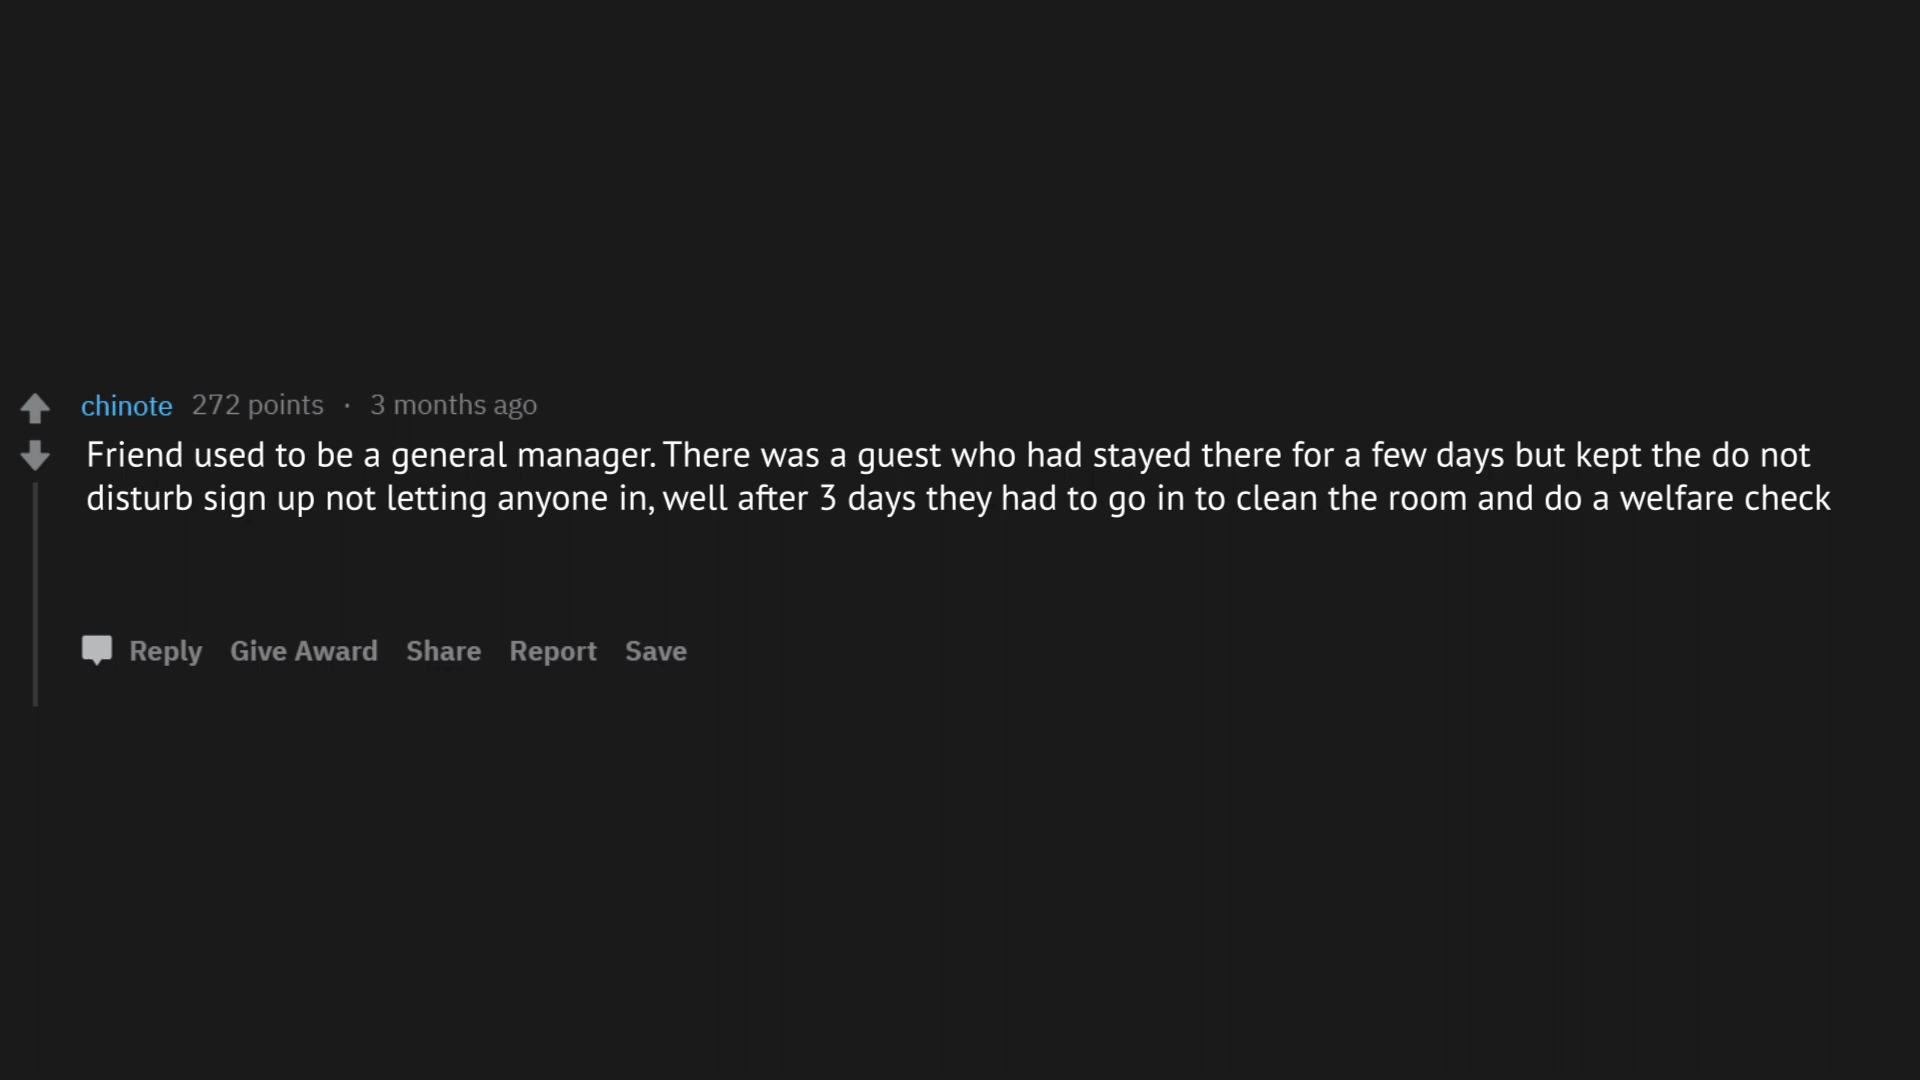 chinote 272 points · 3 months ago
Friend used to be a general manager. There was a guest who had stayed there for a few days but kept the do not
disturb sign up not letting anyone in, well after 3 days they had to go in to clean the room and do a welfare check
Reply Give Award Share Report Save